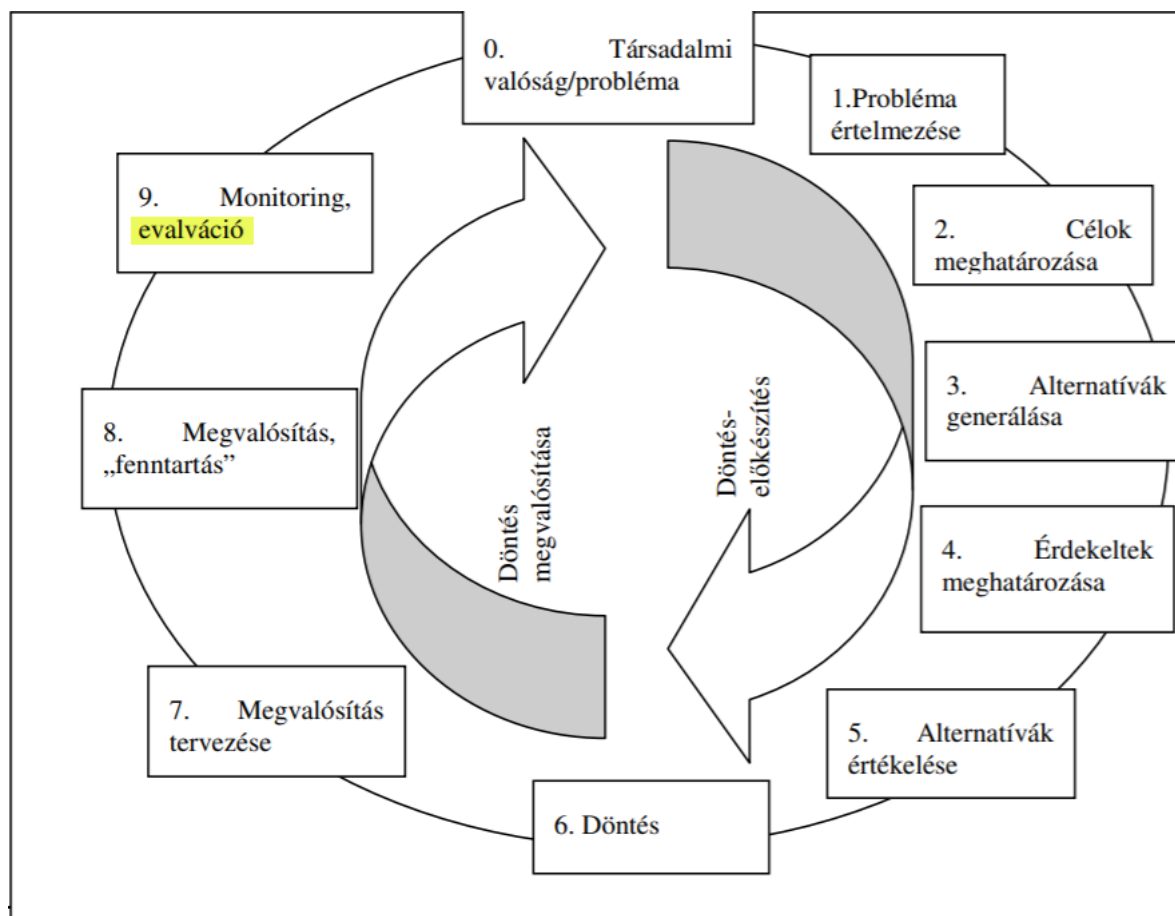 0. Társadalmi
valóság/probléma
1.Probléma
értelmezése
2. Célok
meghatározása
3. Alternatívák
generálása
4. Érdekeltek
meghatározása
5. Alternatívák
értékelése
6. Döntés
7. Megvalósítás
tervezése
8. Megvalósítás,
„fenntartás”
9. Monitoring,
evalváció
Döntés
megvalósítása
Döntés-
előkészítés